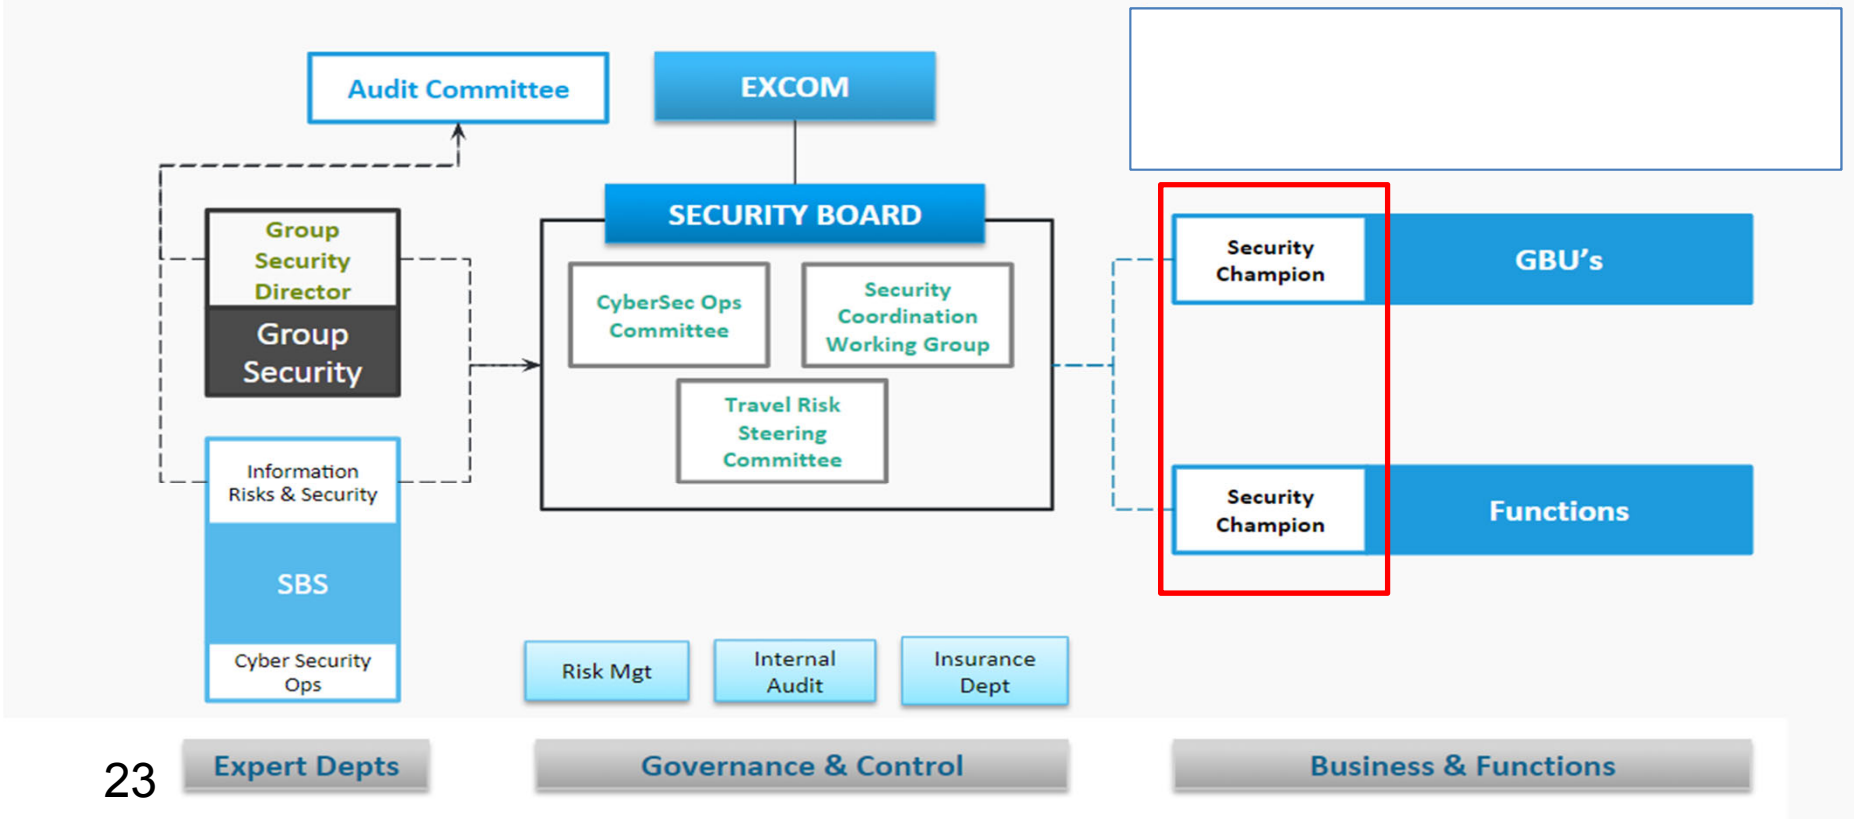 Audit Committee
EXCOM
SECURITY BOARD
Group
Security
Director
Group
Security
CyberSec Ops
Committee
Security
Coordination
Working Group
Travel Risk
Steering
Committee
Security
Champion
GBU's
Security
Champion
Functions
Information
Risks & Security
SBS
Cyber Security
Ops
Risk Mgt
Internal
Audit
Insurance
Dept
23
Expert Depts
Governance & Control
Business & Functions